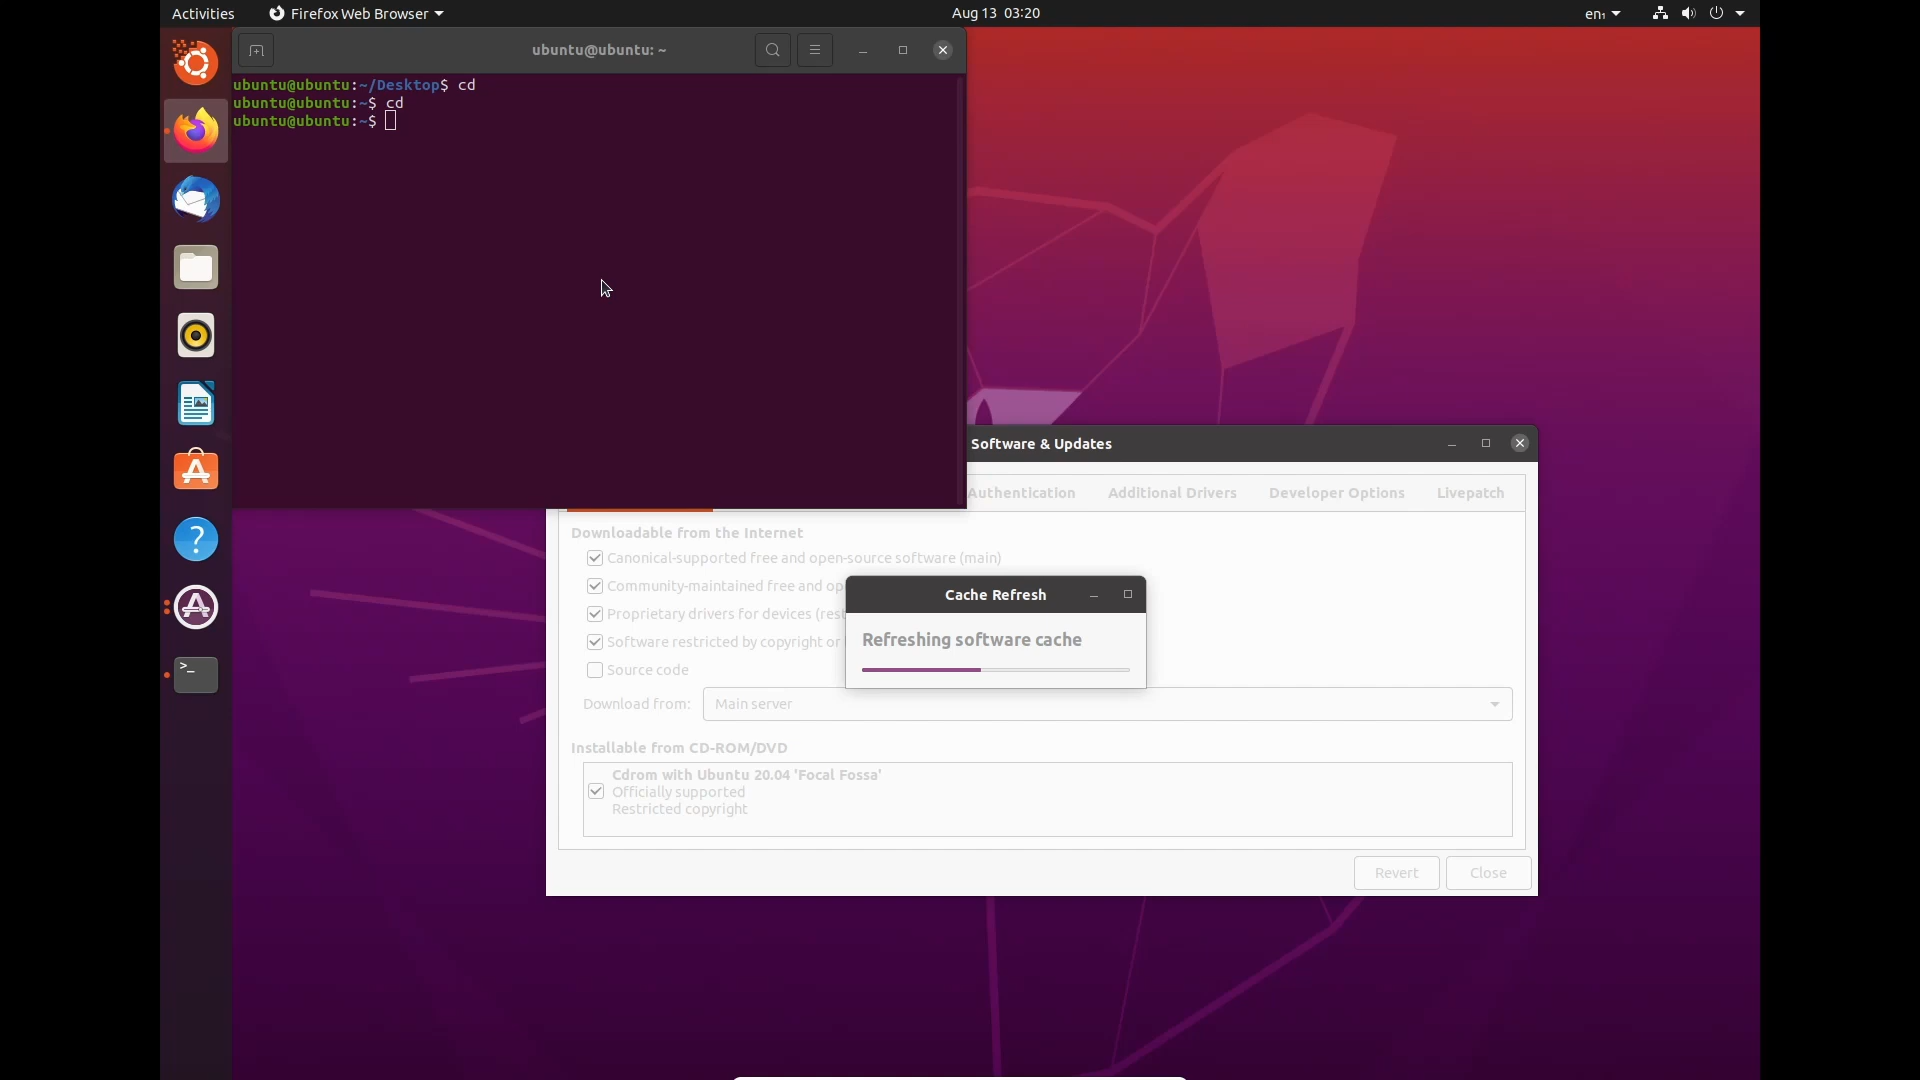 Activities
Firefox Web Browser
Aug 13 03:20
en₁
ubuntu@ubuntu: ~
ubuntu@ubuntu:~/Desktop$ cd
ubuntu@ubuntu:~$ cd
ubuntu@ubuntu:~$
Software & Updates
Authentication
Additional Drivers
Developer Options
Livepatch
Downloadable from the Internet
Canonical-supported free and open-source software (main)
Community-maintained free and op
Proprietary drivers for devices (rest
Software restricted by copyright or
Source code
Download from: Main server
Cache Refresh
Refreshing software cache
Installable from CD-ROM/DVD
Cdrom with Ubuntu 20.04 'Focal Fossa'
Officially supported
Restricted copyright
Revert
Close